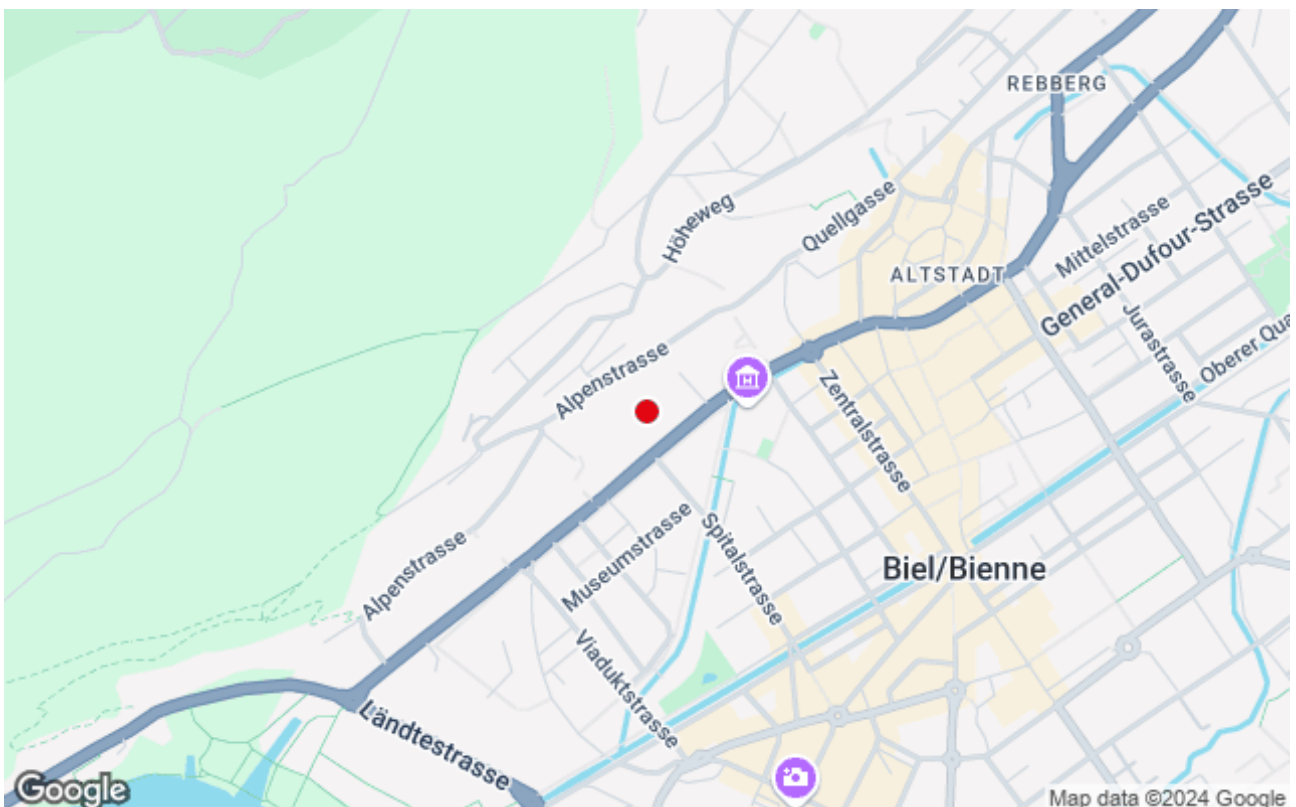 REBBERG
Höheweg
Quellgasse
Mittelstrasse
General-Dufour-Strasse
ALTSTADT
Jurastrasse
Oberer Qua
Alpenstrasse
H
Zentralstrasse
Museumstrasse
Spitalstrasse
Biel/Bienne
Alpenstrasse
Viaduktstrasse
Ländtestrasse
Google
Map data ©2024 Google